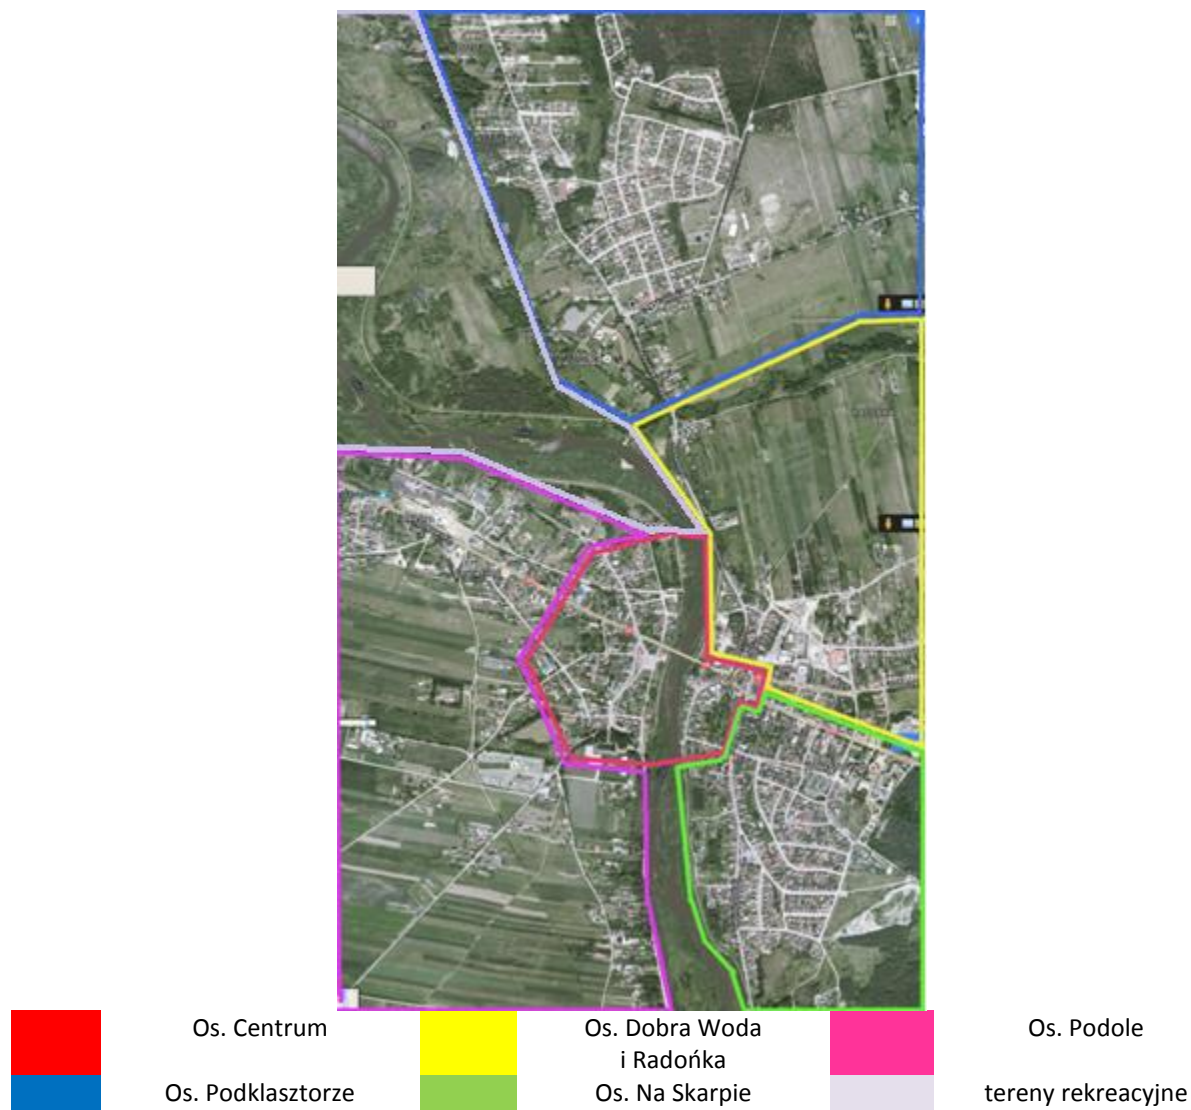 Os. Centrum
Os. Dobra Woda
i Radońka
Os. Podole
Os. Podklasztorze
Os. Na Skarpie
tereny rekreacyjne